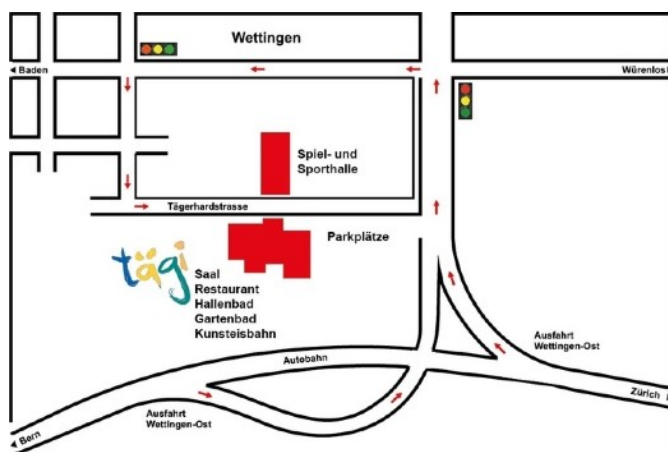 Wettingen
Baden
Würenlos
Spiel- und
Sporthalle
Tägerhardstrasse
Parkplätze
tägi
Saal
Restaurant
Hallenbad
Gartenbad
Kunsteisbahn
Ausfahrt
Wettingen-Ost
Autobahn
Zürich
Ausfahrt
Wettingen-Ost
Bern